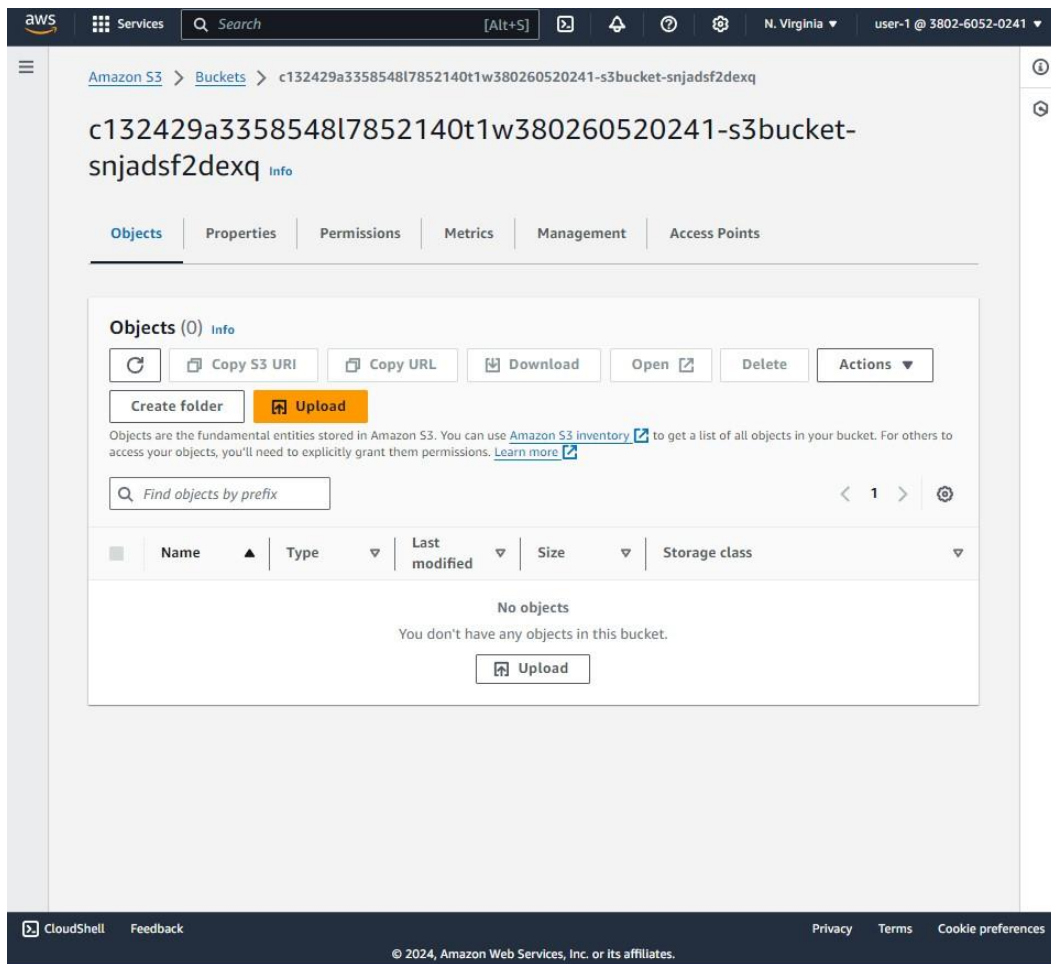 aws
Services
Search [Alt+S]
N. Virginia ▼
user-1 @ 3802-6052-0241 ▼
Amazon S3 > Buckets > c132429a3358548l7852140t1w380260520241-s3bucket-snjadsf2dexq
c132429a3358548l7852140t1w380260520241-s3bucket-
snjadsf2dexq Info
Objects Properties Permissions Metrics Management Access Points
Objects (0) Info
Copy S3 URI Copy URL Download Open Delete Actions ▼
Create folder Upload
Objects are the fundamental entities stored in Amazon S3. You can use Amazon S3 inventory to get a list of all objects in your bucket. For others to
access your objects, you'll need to explicitly grant them permissions. Learn more
Find objects by prefix
< 1 >
Name Type Last modified Size Storage class
No objects
You don't have any objects in this bucket.
Upload
CloudShell Feedback Privacy Terms Cookie preferences
© 2024, Amazon Web Services, Inc. or its affiliates.